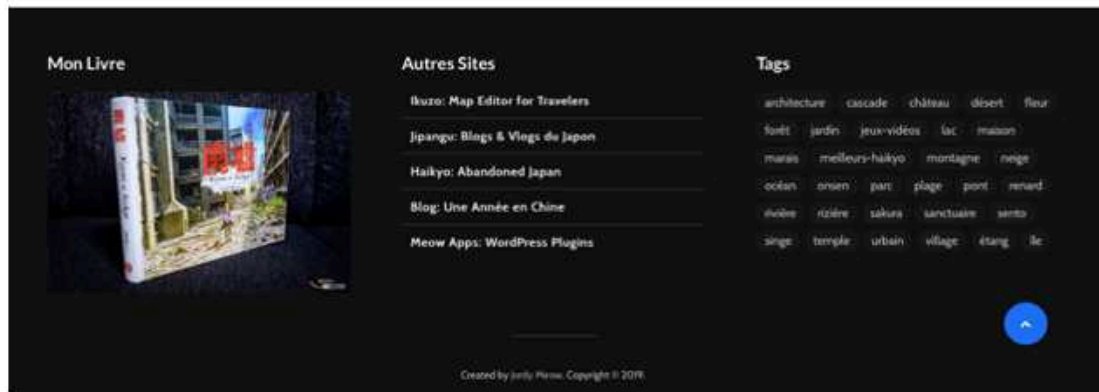 Mon Livre
Autres Sites
Ikuzo: Map Editor for Travelers
Jipangu: Blogs & Vlogs du Japon
Haikyo: Abandoned Japan
Blog: Une Année en Chine
Meow Apps: WordPress Plugins
Tags
architecture cascade château désert fleur
forêt jardin jeux-vidéos lac maison
marais meilleurs-haikyo montagne neige
océan onsen parc plage pont renard
rivière rizière sakura sanctuaire sento
singe temple urbain village étang île
Created by Jordy Meow. Copyright © 2019.